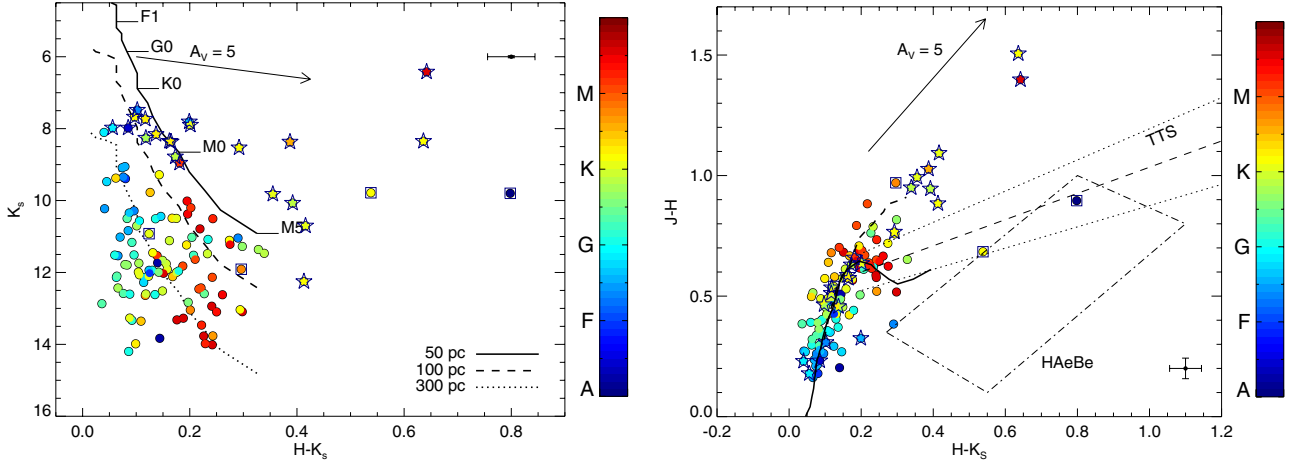 F1
G0
A_V = 5
K0
M0
M5
6
8
10
12
14
16
K_s
0.0 0.2 0.4 0.6 0.8
H-K_s
50 pc
100 pc
300 pc
M
K
G
F
A
A_V = 5
TTS
HAeBe
1.5
1.0
0.5
0.0
J-H
-0.2 0.0 0.2 0.4 0.6 0.8 1.0 1.2
H-K_S
M
K
G
F
A